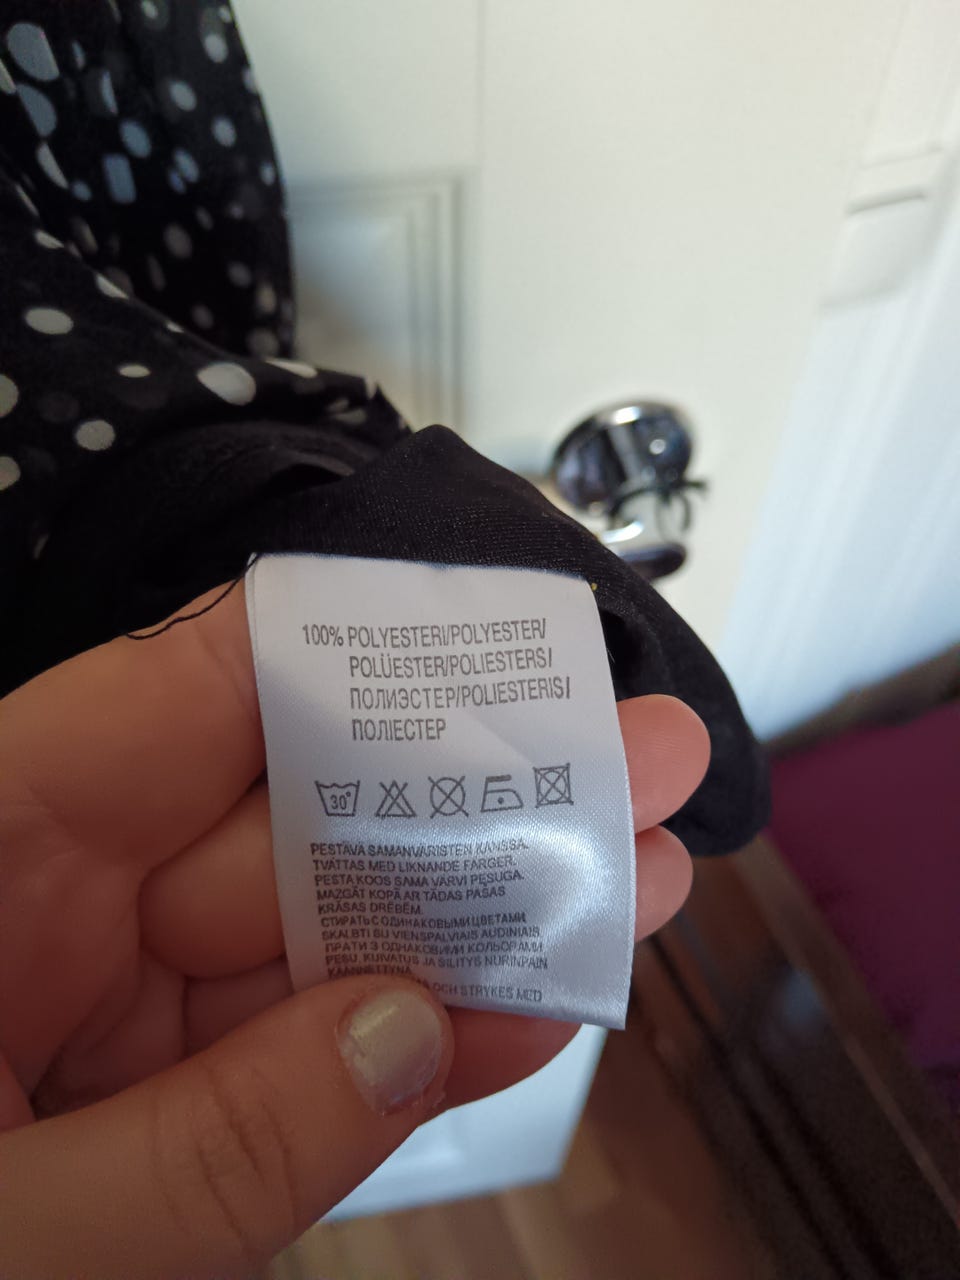 100% POLYESTERI/POLYESTER/
POLÜESTER/POLIESTERS/
ПОЛИЭСТЕР/POLIESTERIS/
ПОЛІЕСТЕР
30°
PESTÄVÄ SAMANVÄRISTEN KANSSA.
TVÄTTAS MED LIKNANDE FÄRGER.
PESTA KOOS SAMA VÄRVI PESUGA.
MAZGĀT KOPĀ AR TĀDAS PAŠAS
KRĀSAS DRĒBĒM.
СТИРАТЬ С ОДИНАКОВЫМИ ЦВЕТАМИ
SKALBTI SU VIENSPALVIAIS AUDINIAIS
ПРАТИ З ОДНАКОВИМИ КОЛЬОРАМИ
PESU, KUIVATUS JA SILITYS NURINPÄIN
KÄÄNNETTYNÄ
OCH STRYKES MED